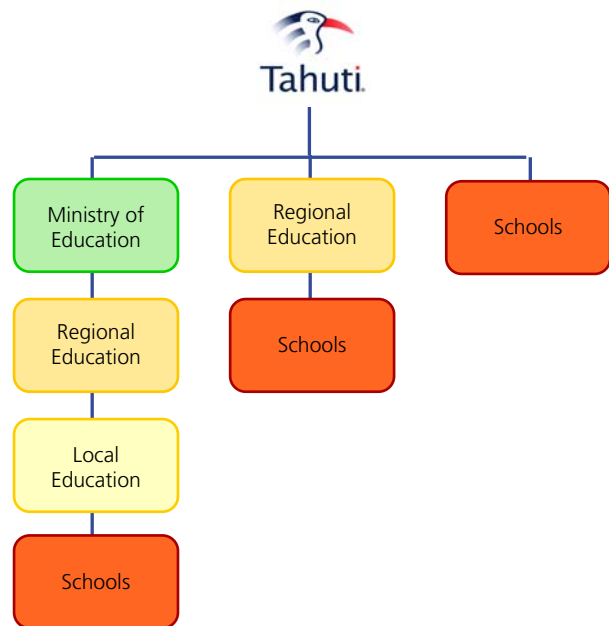 Tahuti.
Ministry of
Education
Regional
Education
Schools
Regional
Education
Schools
Local
Education
Schools